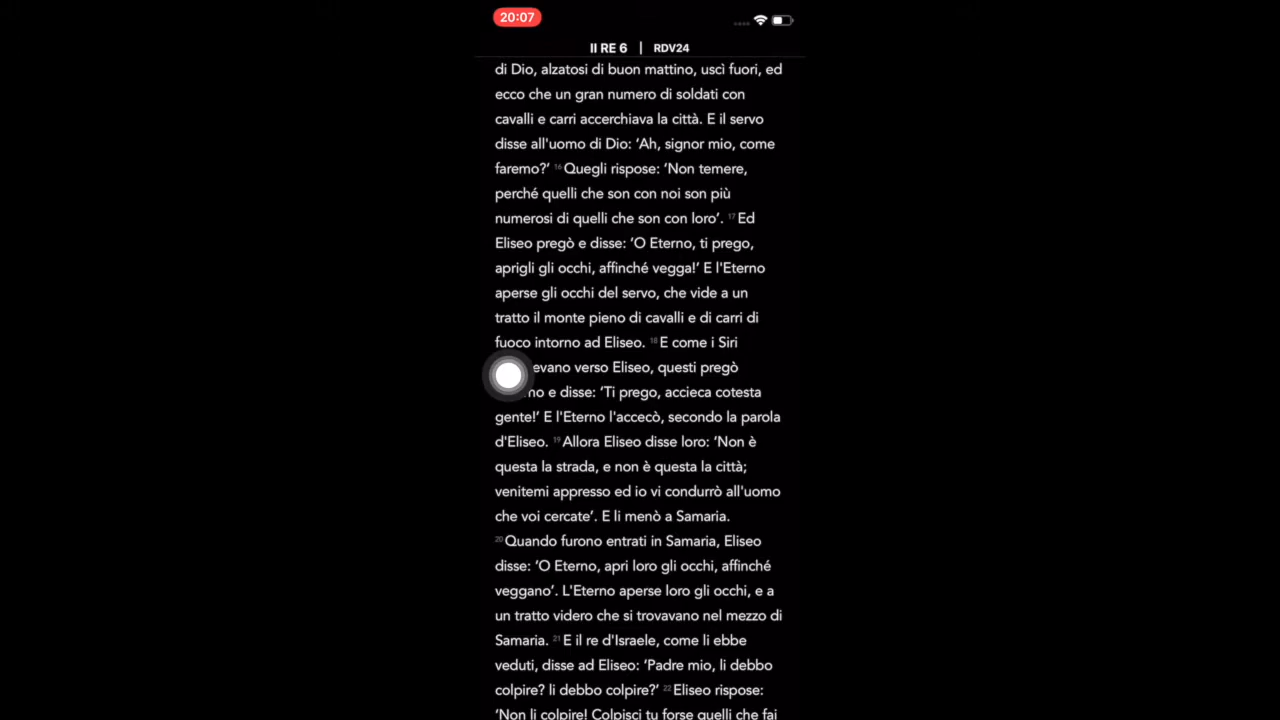 20:07
II RE 6 | RDV24
di Dio, alzatosi di buon mattino, uscì fuori, ed
ecco che un gran numero di soldati con
cavalli e carri accerchiava la città. E il servo
disse all'uomo di Dio: ‘Ah, signor mio, come
faremo?’ 16 Quegli rispose: ‘Non temere,
perché quelli che son con noi son più
numerosi di quelli che son con loro’. 17 Ed
Eliseo pregò e disse: ‘O Eterno, ti prego,
aprigli gli occhi, affinché vegga!’ E l'Eterno
aperse gli occhi del servo, che vide a un
tratto il monte pieno di cavalli e di carri di
fuoco intorno ad Eliseo. 18 E come i Siri
evano verso Eliseo, questi pregò
no e disse: ‘Ti prego, accieca cotesta
gente!’ E l'Eterno l'accecò, secondo la parola
d'Eliseo. 19 Allora Eliseo disse loro: ‘Non è
questa la strada, e non è questa la città;
venitemi appresso ed io vi condurrò all'uomo
che voi cercate’. E li menò a Samaria.
20 Quando furono entrati in Samaria, Eliseo
disse: ‘O Eterno, apri loro gli occhi, affinché
veggano’. L'Eterno aperse loro gli occhi, e a
un tratto videro che si trovavano nel mezzo di
Samaria. 21 E il re d'Israele, come li ebbe
veduti, disse ad Eliseo: ‘Padre mio, li debbo
colpire? li debbo colpire?’ 22 Eliseo rispose:
‘Non li colpire! Colpisci tu forse quelli che fai